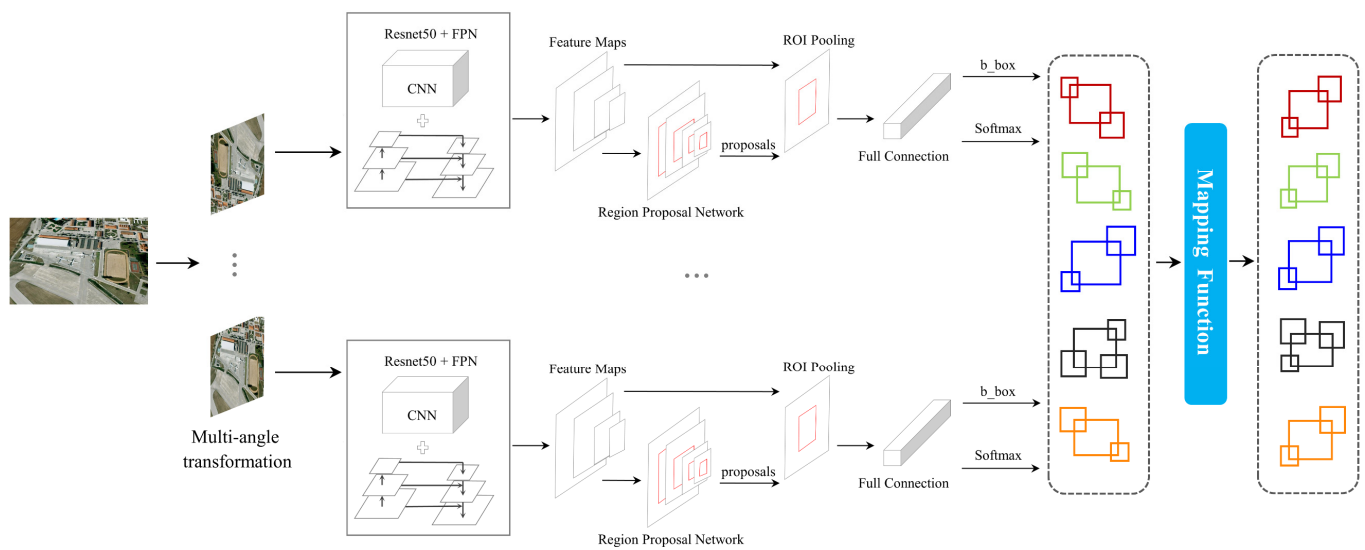 Resnet50 + FPN
CNN
Feature Maps
ROI Pooling
proposals
Region Proposal Network
Full Connection
b_box
Softmax
Mapping Function
...
Multi-angle
transformation
Resnet50 + FPN
CNN
Feature Maps
ROI Pooling
proposals
Region Proposal Network
Full Connection
b_box
Softmax